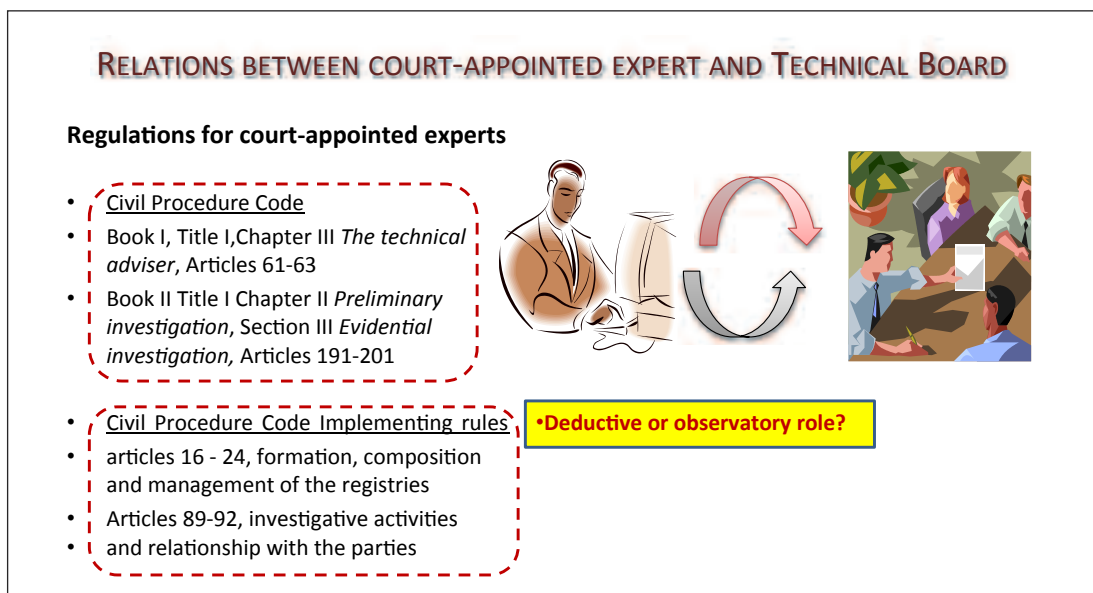 RELATIONS BETWEEN COURT-APPOINTED EXPERT AND TECHNICAL BOARD
Regulations for court-appointed experts
• Civil Procedure Code
• Book I, Title I,Chapter III The technical
adviser, Articles 61-63
• Book II Title I Chapter II Preliminary
investigation, Section III Evidential
investigation, Articles 191-201
• Civil Procedure Code Implementing rules
• articles 16 - 24, formation, composition
and management of the registries
• Articles 89-92, investigative activities
• and relationship with the parties
•Deductive or observatory role?